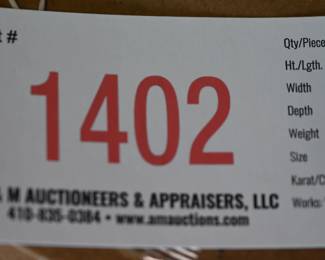 #
1402
M AUCTIONEERS & APPRAISERS, LLC
410-835-0384 • www.amauctions.com
Qty/Piece
Ht./Lgth.
Width
Depth
Weight
Size
Karat/C
Works: